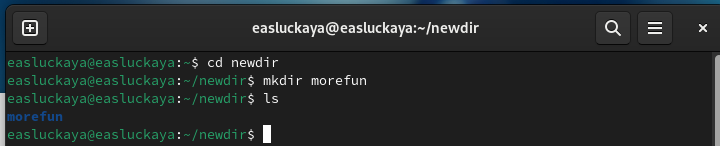 easluckaya@easluckaya:~/newdir
easluckaya@easluckaya:~$ cd newdir
easluckaya@easluckaya:~/newdir$ mkdir morefun
easluckaya@easluckaya:~/newdir$ ls
morefun
easluckaya@easluckaya:~/newdir$